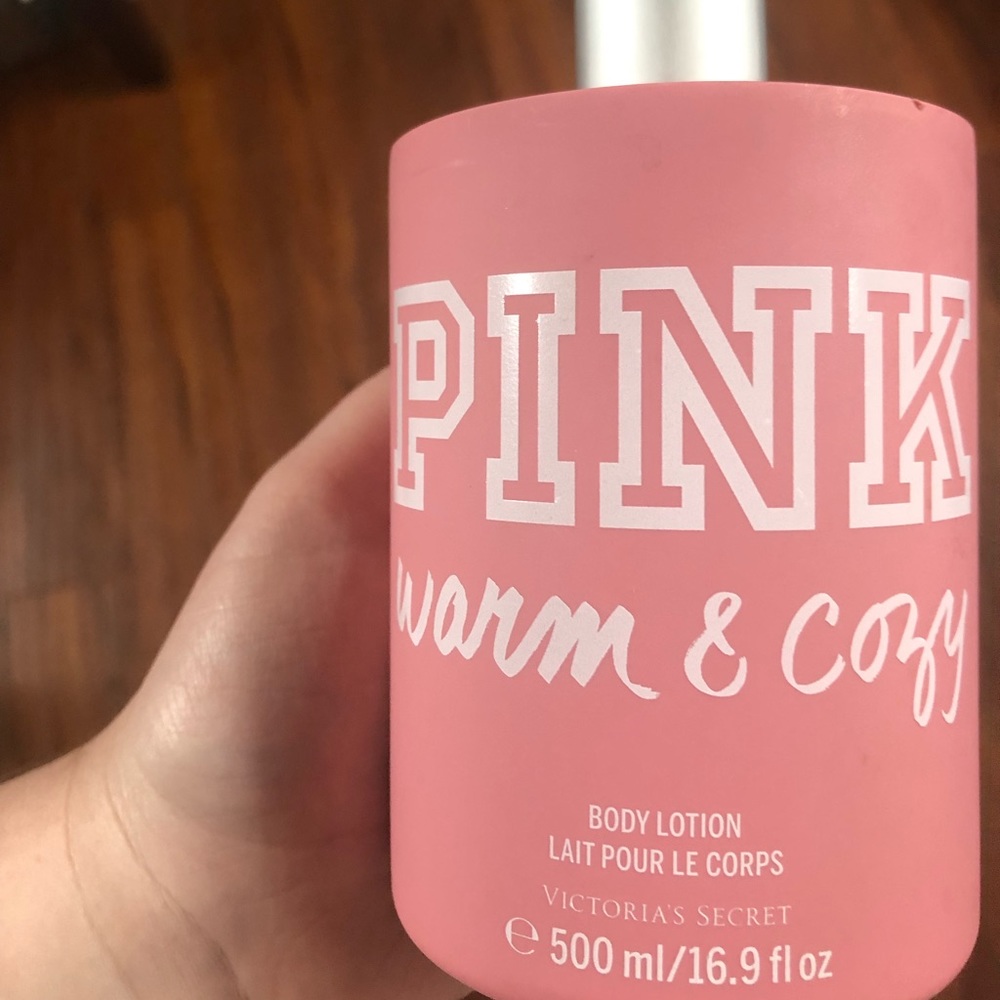 PINK
warm & cozy
BODY LOTION
LAIT POUR LE CORPS
VICTORIA'S SECRET
℮ 500 ml/16.9 fl oz